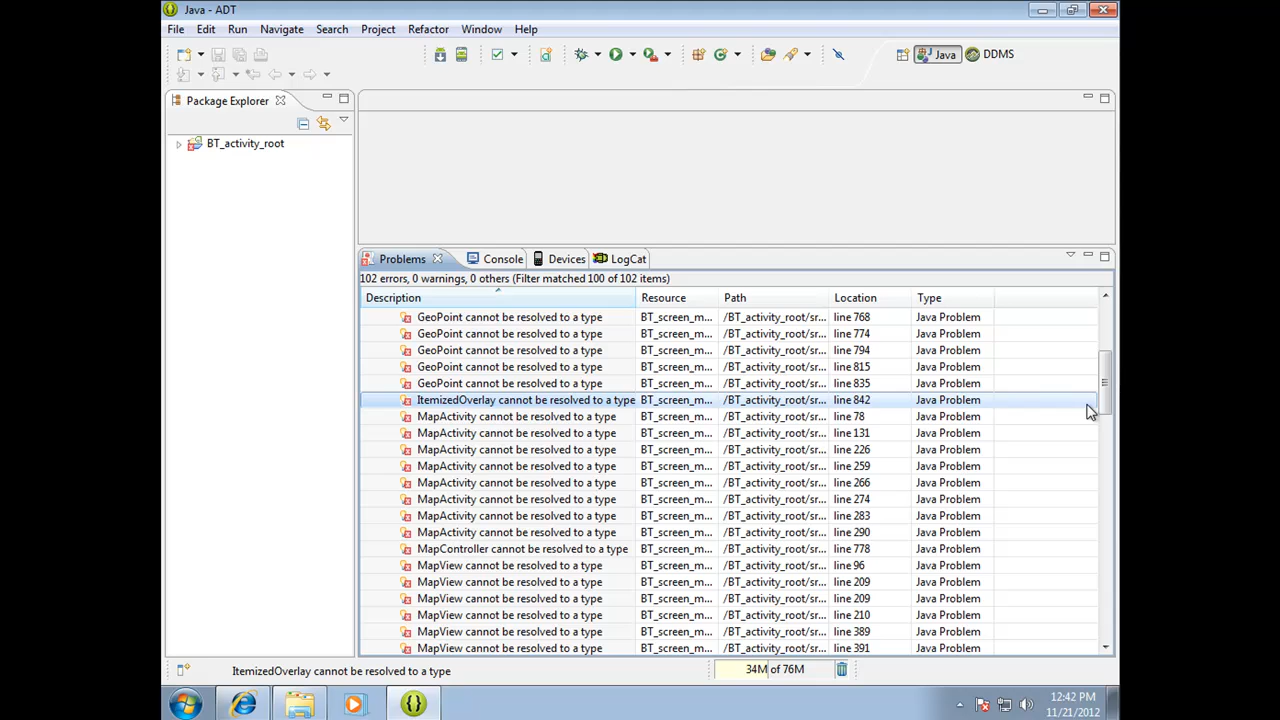 Java - ADT
File Edit Run Navigate Search Project Refactor Window Help
Java DDMS
Package Explorer
BT_activity_root
Problems Console Devices LogCat
102 errors, 0 warnings, 0 others (Filter matched 100 of 102 items)
Description Resource Path Location Type
GeoPoint cannot be resolved to a type BT_screen_m... /BT_activity_root/sr... line 768 Java Problem
GeoPoint cannot be resolved to a type BT_screen_m... /BT_activity_root/sr... line 774 Java Problem
GeoPoint cannot be resolved to a type BT_screen_m... /BT_activity_root/sr... line 794 Java Problem
GeoPoint cannot be resolved to a type BT_screen_m... /BT_activity_root/sr... line 815 Java Problem
GeoPoint cannot be resolved to a type BT_screen_m... /BT_activity_root/sr... line 835 Java Problem
ItemizedOverlay cannot be resolved to a type BT_screen_m... /BT_activity_root/sr... line 842 Java Problem
MapActivity cannot be resolved to a type BT_screen_m... /BT_activity_root/sr... line 78 Java Problem
MapActivity cannot be resolved to a type BT_screen_m... /BT_activity_root/sr... line 131 Java Problem
MapActivity cannot be resolved to a type BT_screen_m... /BT_activity_root/sr... line 226 Java Problem
MapActivity cannot be resolved to a type BT_screen_m... /BT_activity_root/sr... line 259 Java Problem
MapActivity cannot be resolved to a type BT_screen_m... /BT_activity_root/sr... line 266 Java Problem
MapActivity cannot be resolved to a type BT_screen_m... /BT_activity_root/sr... line 274 Java Problem
MapActivity cannot be resolved to a type BT_screen_m... /BT_activity_root/sr... line 283 Java Problem
MapActivity cannot be resolved to a type BT_screen_m... /BT_activity_root/sr... line 290 Java Problem
MapController cannot be resolved to a type BT_screen_m... /BT_activity_root/sr... line 778 Java Problem
MapView cannot be resolved to a type BT_screen_m... /BT_activity_root/sr... line 96 Java Problem
MapView cannot be resolved to a type BT_screen_m... /BT_activity_root/sr... line 209 Java Problem
MapView cannot be resolved to a type BT_screen_m... /BT_activity_root/sr... line 209 Java Problem
MapView cannot be resolved to a type BT_screen_m... /BT_activity_root/sr... line 210 Java Problem
MapView cannot be resolved to a type BT_screen_m... /BT_activity_root/sr... line 389 Java Problem
MapView cannot be resolved to a type BT_screen_m... /BT_activity_root/sr... line 391 Java Problem
ItemizedOverlay cannot be resolved to a type 34M of 76M
12:42 PM
11/21/2012